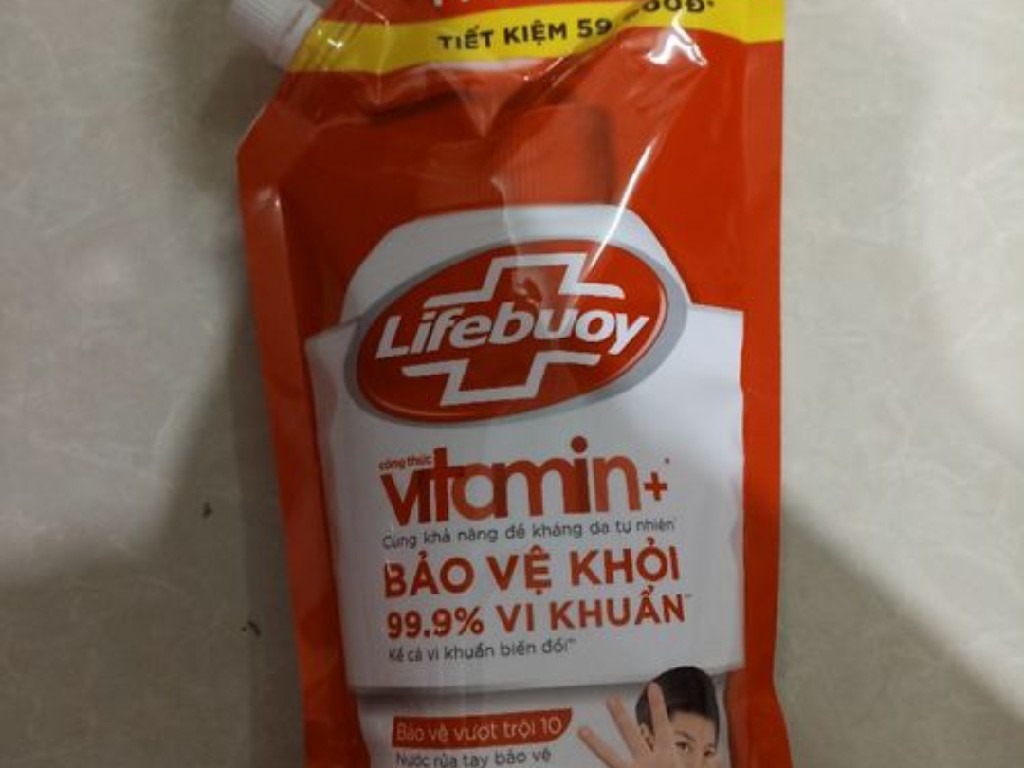 TIẾT KIỆM 59
Lifebuoy
công thức
vitamin+
Cùng khả năng đề kháng da tự nhiên*
BẢO VỆ KHỎI
99.9% VI KHUẨN**
Kể cả vi khuẩn biến đổi**
Bảo vệ vượt trội 10
Nước rửa tay bảo vệ